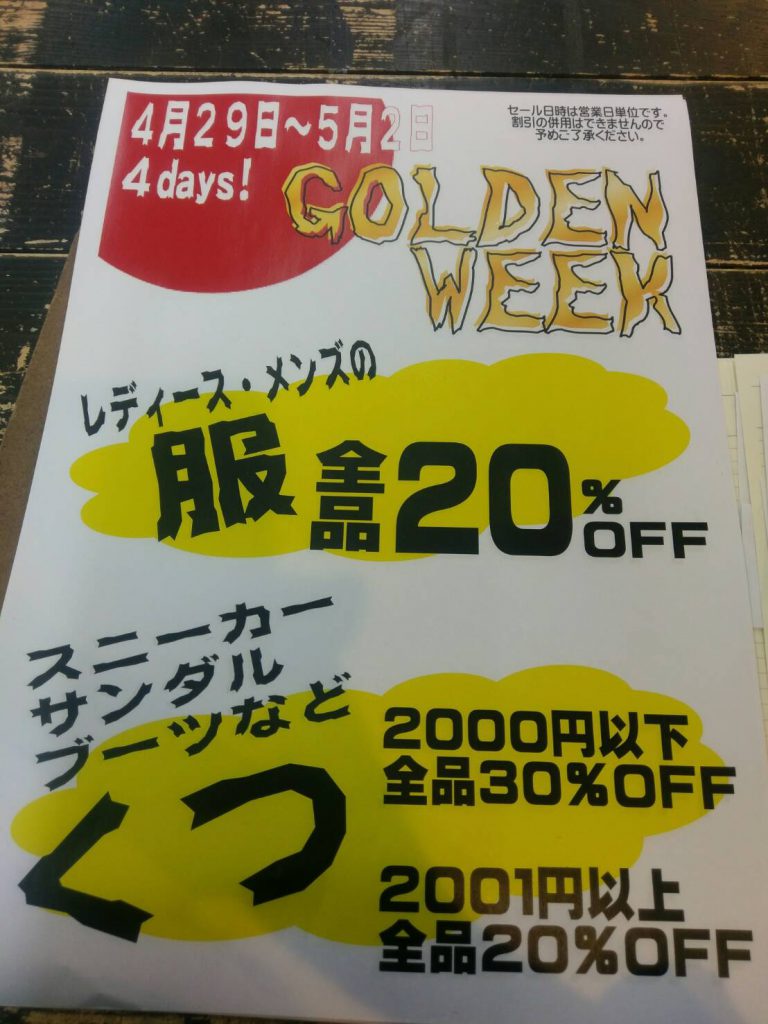 4月29日～5月2日
4days!
セール日時は営業日単位です。
割引の併用はできませんので
予めご了承ください。
GOLDEN
WEEK
レディース・メンズの
服全品20%OFF
スニーカー
サンダル
ブーツなど
くつ
2000円以下
全品30%OFF
2001円以上
全品20%OFF